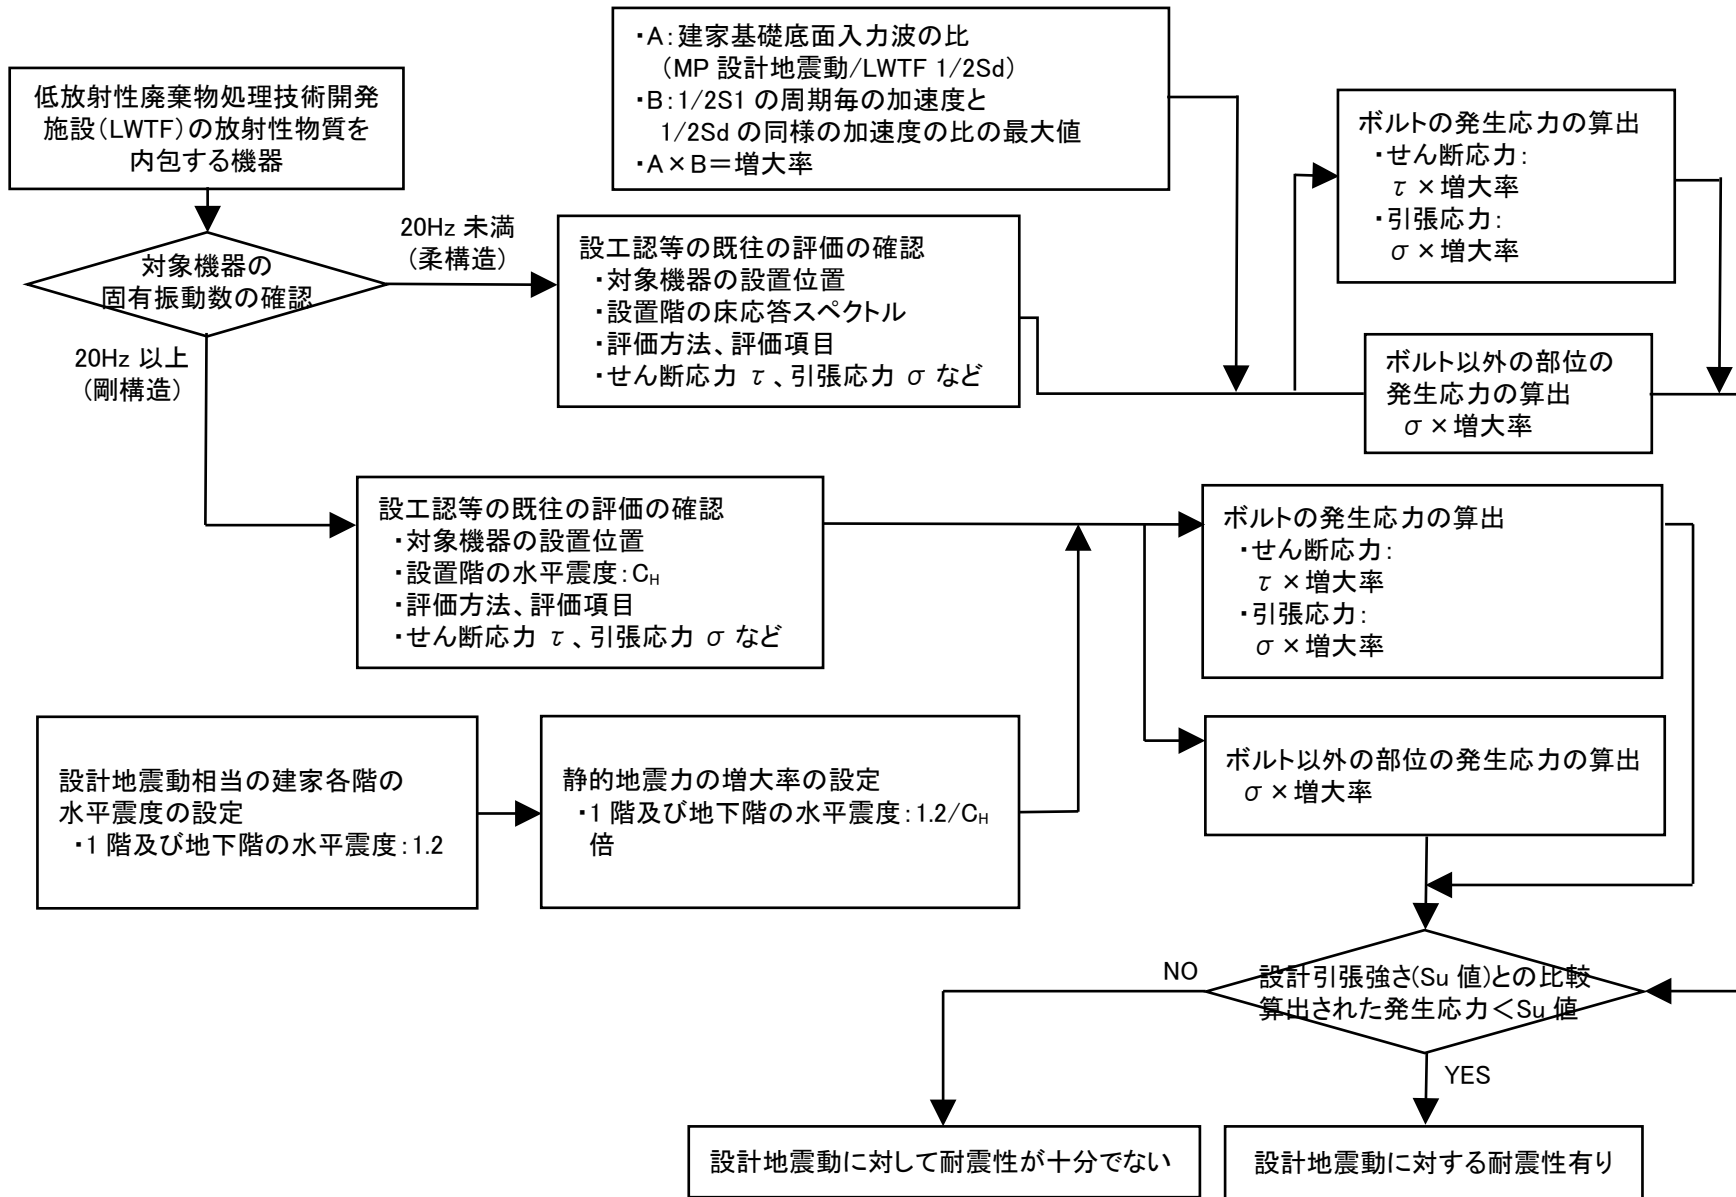 ・A：建家基礎底面入力波の比
（MP 設計地震動/LWTF 1/2Sd）
・B：1/2S1 の周期毎の加速度と
1/2Sd の同様の加速度の比の最大値
・A×B＝増大率
低放射性廃棄物処理技術開発
施設（LWTF）の放射性物質を
内包する機器
ボルトの発生応力の算出
・せん断応力：
τ×増大率
・引張応力：
σ×増大率
対象機器の
固有振動数の確認
20Hz 未満
（柔構造）
設工認等の既往の評価の確認
・対象機器の設置位置
・設置階の床応答スペクトル
・評価方法、評価項目
・せん断応力 τ、引張応力 σ など
20Hz 以上
（剛構造）
ボルト以外の部位の
発生応力の算出
σ×増大率
設工認等の既往の評価の確認
・対象機器の設置位置
・設置階の水平震度：CH
・評価方法、評価項目
・せん断応力 τ、引張応力 σ など
ボルトの発生応力の算出
・せん断応力：
τ×増大率
・引張応力：
σ×増大率
設計地震動相当の建家各階の
水平震度の設定
・1 階及び地下階の水平震度：1.2
静的地震力の増大率の設定
・1 階及び地下階の水平震度：1.2/CH
倍
ボルト以外の部位の発生応力の算出
σ×増大率
設計引張強さ(Su 値)との比較
算出された発生応力＜Su 値
NO
YES
設計地震動に対して耐震性が十分でない
設計地震動に対する耐震性有り